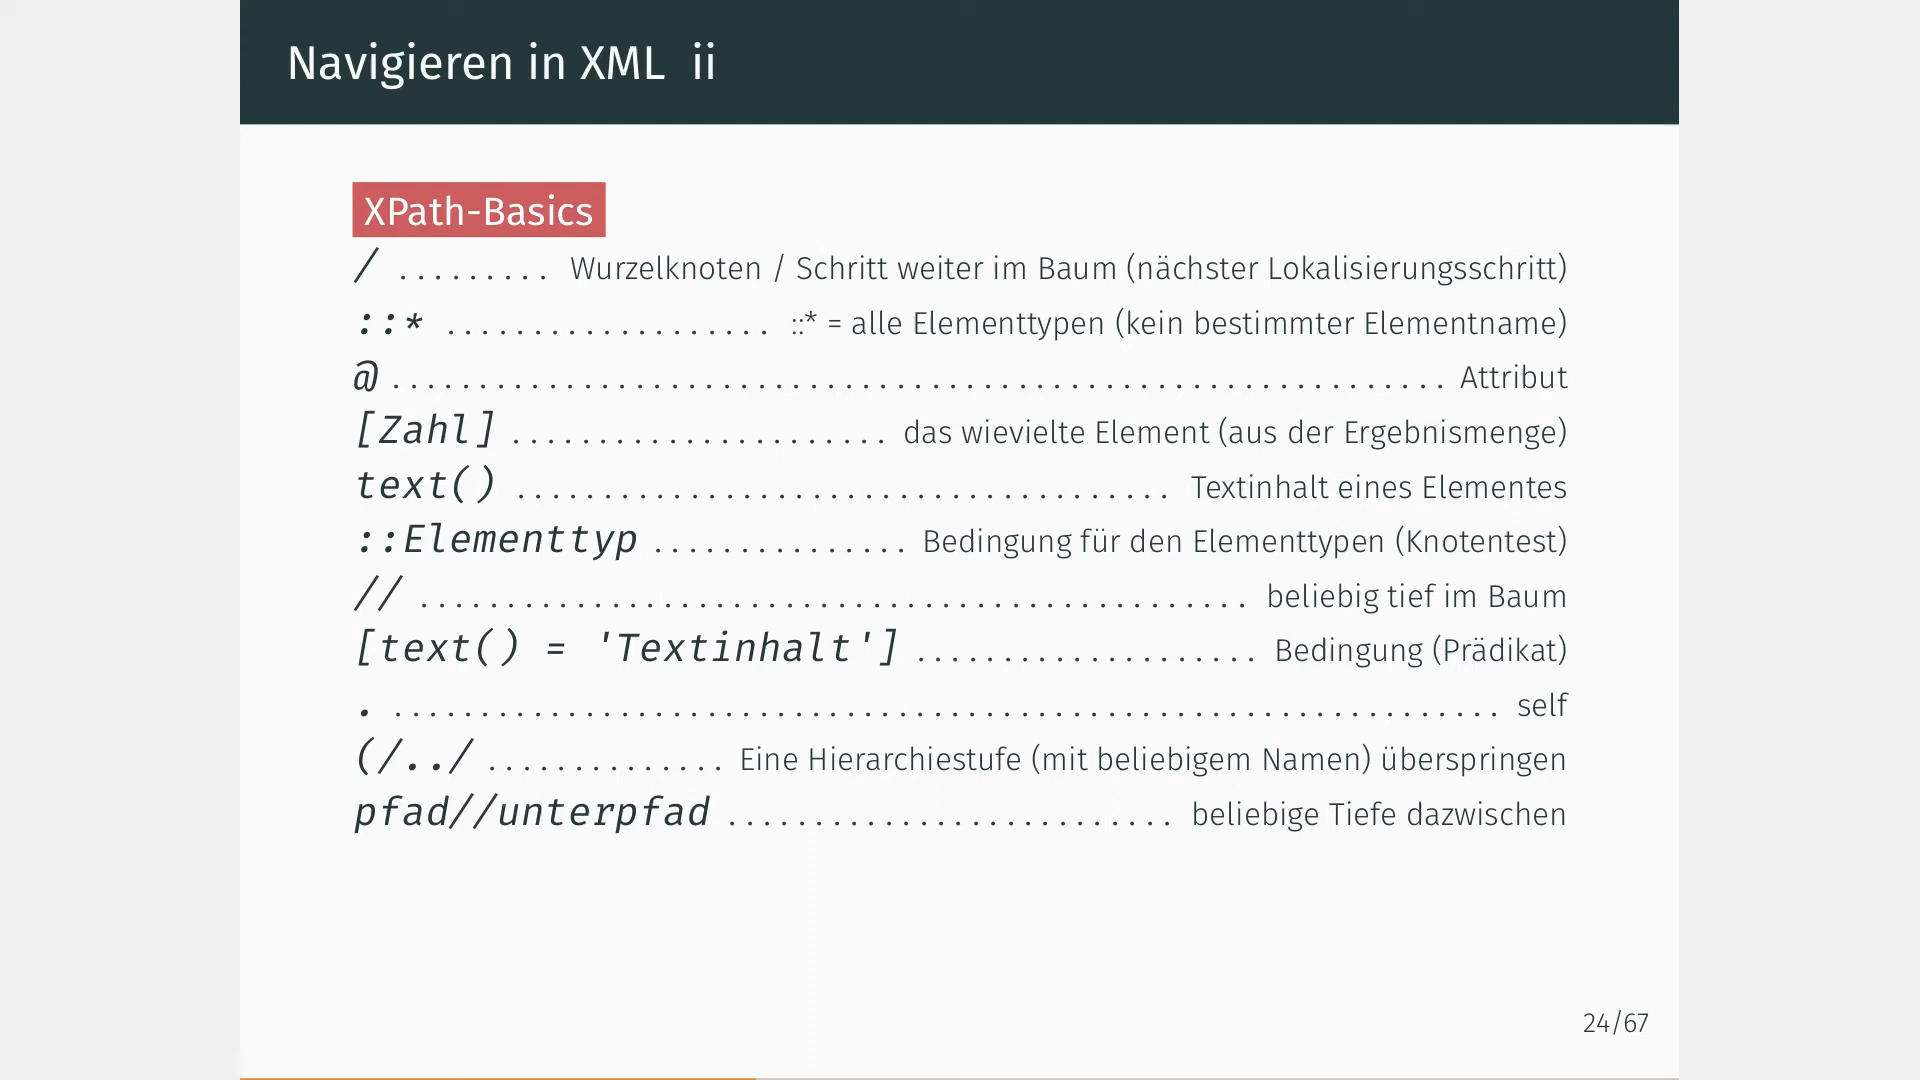 Navigieren in XML ii
XPath-Basics
/ ......... Wurzelknoten / Schritt weiter im Baum (nächster Lokalisierungsschritt)
::* ................... ::* = alle Elementtypen (kein bestimmter Elementname)
@ .............................................................. Attribut
[Zahl] ...................... das wievielte Element (aus der Ergebnismenge)
text() ...................................... Textinhalt eines Elementes
::Elementtyp ............... Bedingung für den Elementtypen (Knotentest)
// ................................................. beliebig tief im Baum
[text() = 'Textinhalt'] .................... Bedingung (Prädikat)
. ................................................................. self
(/../ .............. Eine Hierarchiestufe (mit beliebigem Namen) überspringen
pfad//unterpfad .......................... beliebige Tiefe dazwischen
24/67